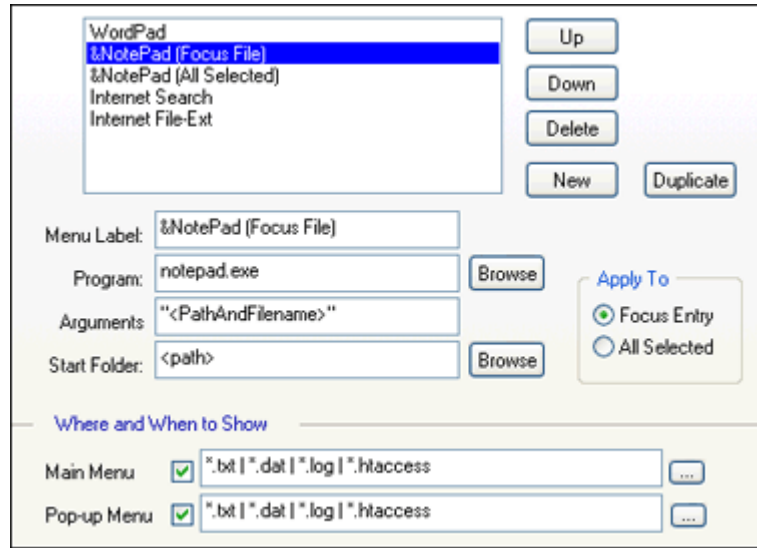 WordPad
&NotePad (Focus File)
&NotePad (All Selected)
Internet Search
Internet File-Ext
Up
Down
Delete
New Duplicate
Menu Label: &NotePad (Focus File)
Program: notepad.exe Browse
Arguments "<PathAndFilename>"
Start Folder: <path> Browse
Apply To
Focus Entry
All Selected
Where and When to Show
Main Menu *.txt | *.dat | *.log | *.htaccess ...
Pop-up Menu *.txt | *.dat | *.log | *.htaccess ...